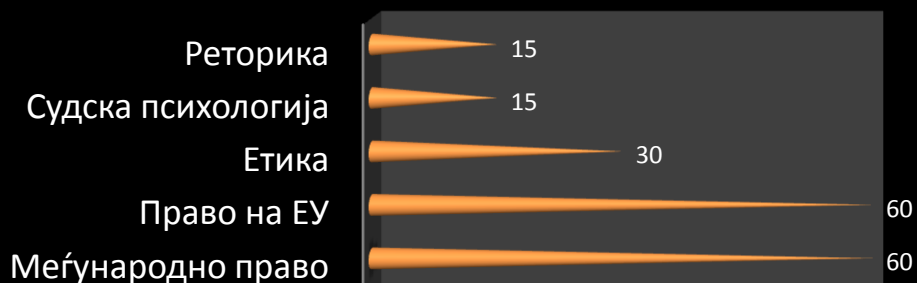 Реторика 15
Судска психологија 15
Етика 30
Право на ЕУ 60
Меѓународно право 60